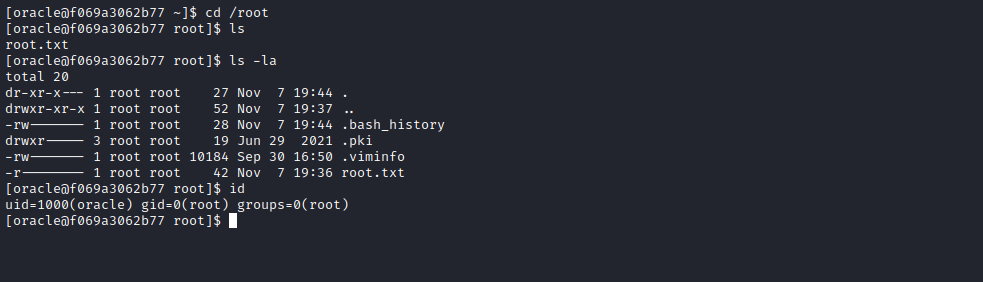 [oracle@f069a3062b77 ~]$ cd /root
[oracle@f069a3062b77 root]$ ls
root.txt
[oracle@f069a3062b77 root]$ ls -la
total 20
dr-xr-x--- 1 root root    27 Nov  7 19:44 .
drwxr-xr-x 1 root root    52 Nov  7 19:37 ..
-rw------- 1 root root    28 Nov  7 19:44 .bash_history
drwxr----- 3 root root    19 Jun 29  2021 .pki
-rw------- 1 root root 10184 Sep 30 16:50 .viminfo
-r-------- 1 root root    42 Nov  7 19:36 root.txt
[oracle@f069a3062b77 root]$ id
uid=1000(oracle) gid=0(root) groups=0(root)
[oracle@f069a3062b77 root]$